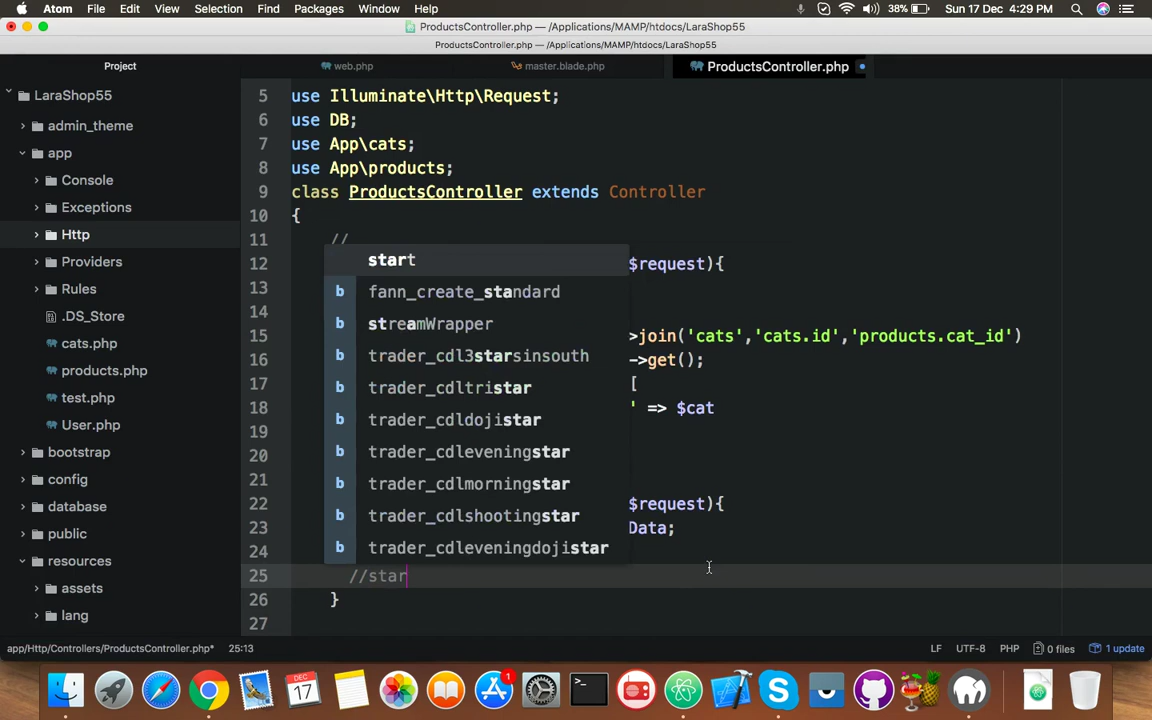 Atom File Edit View Selection Find Packages Window Help 38% Sun 17 Dec 4:29 PM
ProductsController.php — /Applications/MAMP/htdocs/LaraShop55
ProductsController.php — /Applications/MAMP/htdocs/LaraShop55
Project web.php master.blade.php ProductsController.php
LaraShop55
admin_theme
app
Console
Exceptions
Http
Providers
Rules
.DS_Store
cats.php
products.php
test.php
User.php
bootstrap
config
database
public
resources
assets
lang
5 use Illuminate\Http\Request;
6 use DB;
7 use App\cats;
8 use App\products;
9 class ProductsController extends Controller
10 {
11 //
12 $request){
13
14
15 >join('cats','cats.id','products.cat_id')
16 ->get();
17 [
18 ' => $cat
19
20
21
22 $request){
23 Data;
24
25 //star
26 }
27
start
b fann_create_standard
b streamWrapper
b trader_cdl3starsinsouth
b trader_cdltristar
b trader_cdldojistar
b trader_cdleveningstar
b trader_cdlmorningstar
b trader_cdlshootingstar
b trader_cdleveningdojistar
app/Http/Controllers/ProductsController.php* 25:13 LF UTF-8 PHP 0 files 1 update
DEC
17
1